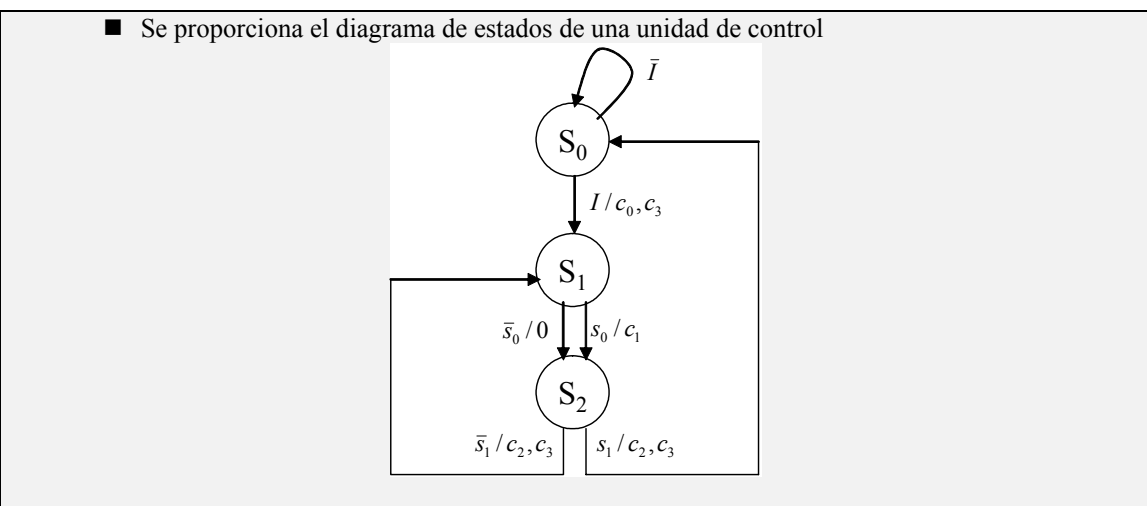 ■ Se proporciona el diagrama de estados de una unidad de control
Ī
S₀
I / c₀, c₃
S₁
s̄₀ / 0 s₀ / c₁
S₂
s̄₁ / c₂, c₃ s₁ / c₂, c₃